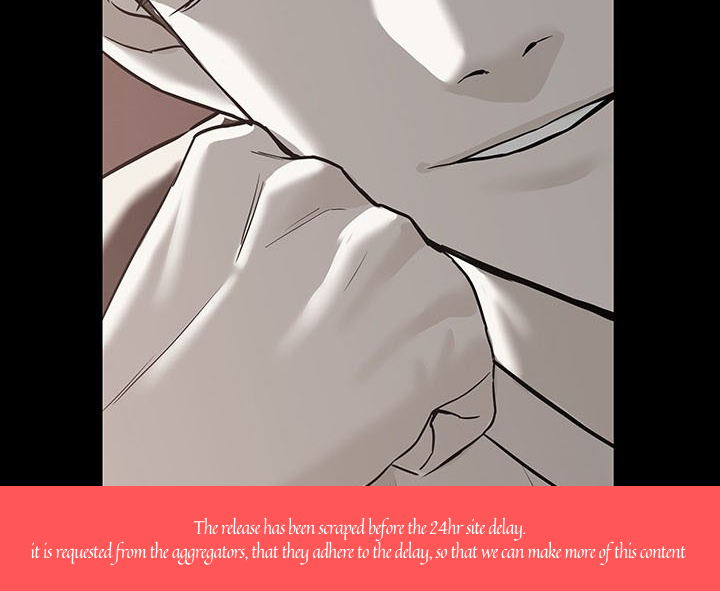 The release has been scraped before the 24hr site delay.
it is requested from the aggregators, that they adhere to the delay, so that we can make more of this content